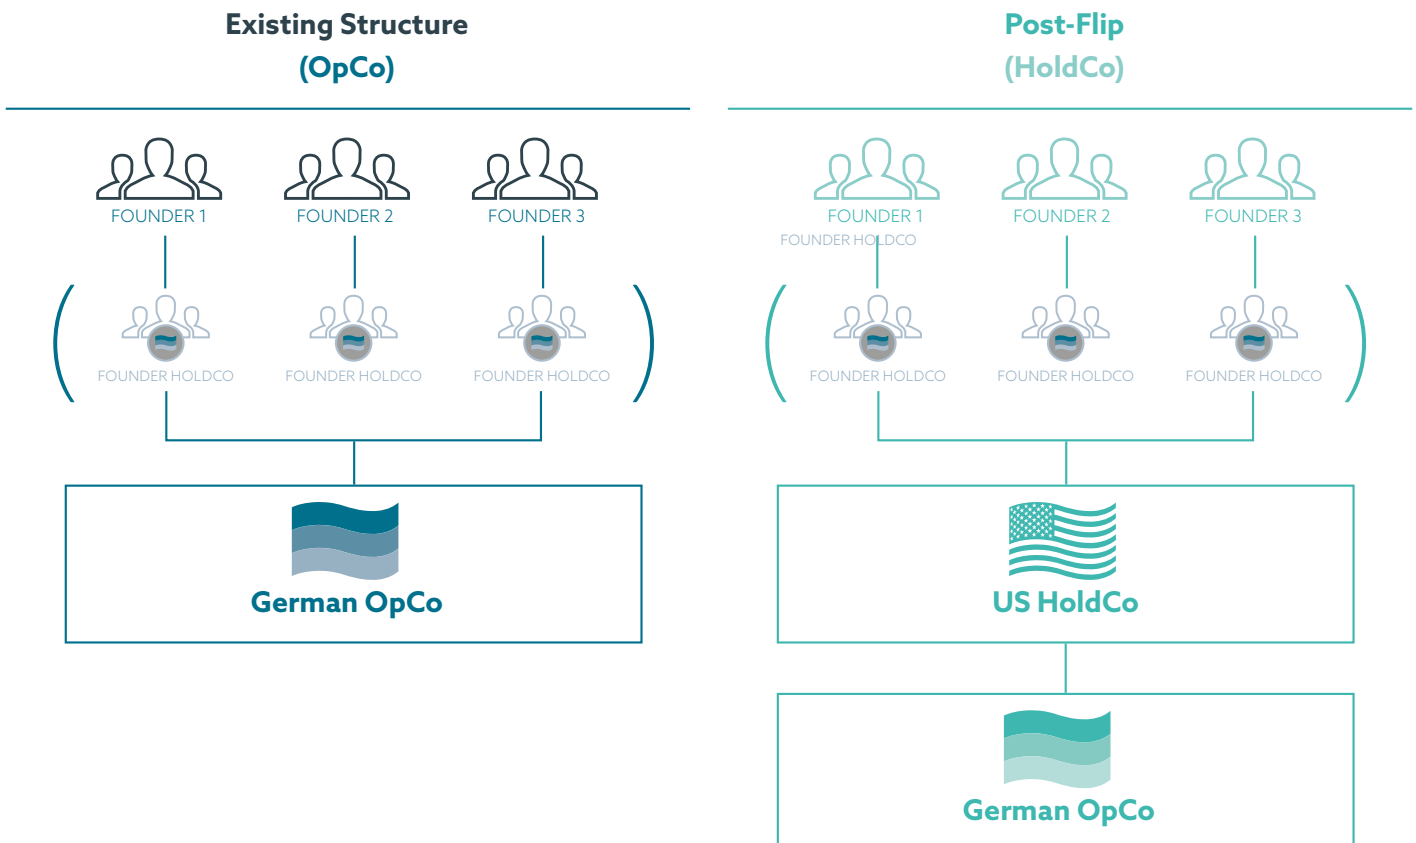 Existing Structure
(OpCo)
FOUNDER 1
FOUNDER 2
FOUNDER 3
FOUNDER HOLDCO
FOUNDER HOLDCO
FOUNDER HOLDCO
German OpCo
Post-Flip
(HoldCo)
FOUNDER 1
FOUNDER 2
FOUNDER 3
FOUNDER HOLDCO
FOUNDER HOLDCO
FOUNDER HOLDCO
FOUNDER HOLDCO
US HoldCo
German OpCo